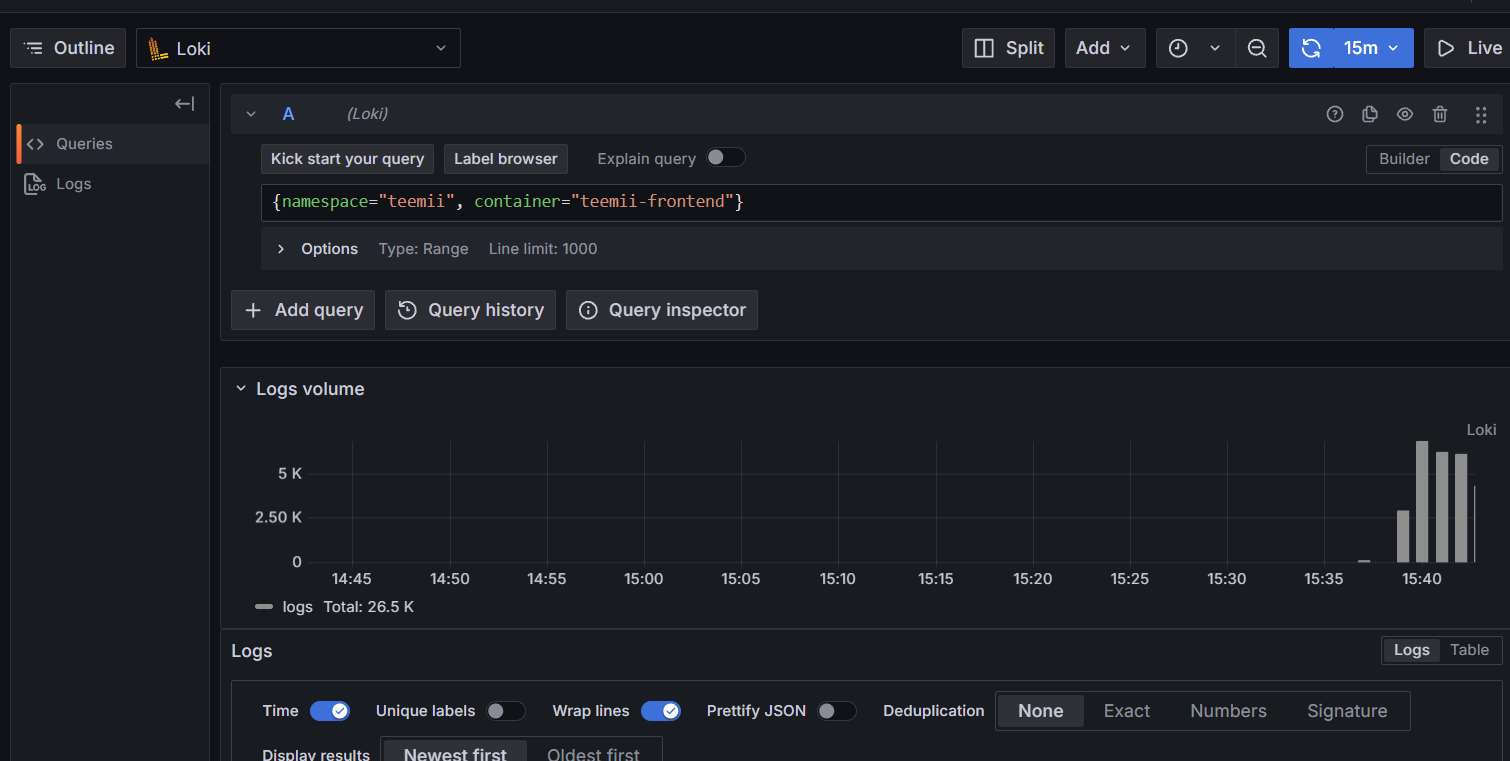 Outline Loki Split Add 15m Live
A (Loki)
Queries
Kick start your query Label browser Explain query Builder Code
Logs
{namespace="teemii", container="teemii-frontend"}
Options Type: Range Line limit: 1000
Add query Query history Query inspector
Logs volume
Loki
5 K
2.50 K
0
14:45 14:50 14:55 15:00 15:05 15:10 15:15 15:20 15:25 15:30 15:35 15:40
logs Total: 26.5 K
Logs Logs Table
Time Unique labels Wrap lines Prettify JSON Deduplication None Exact Numbers Signature
Display results Newest first Oldest first